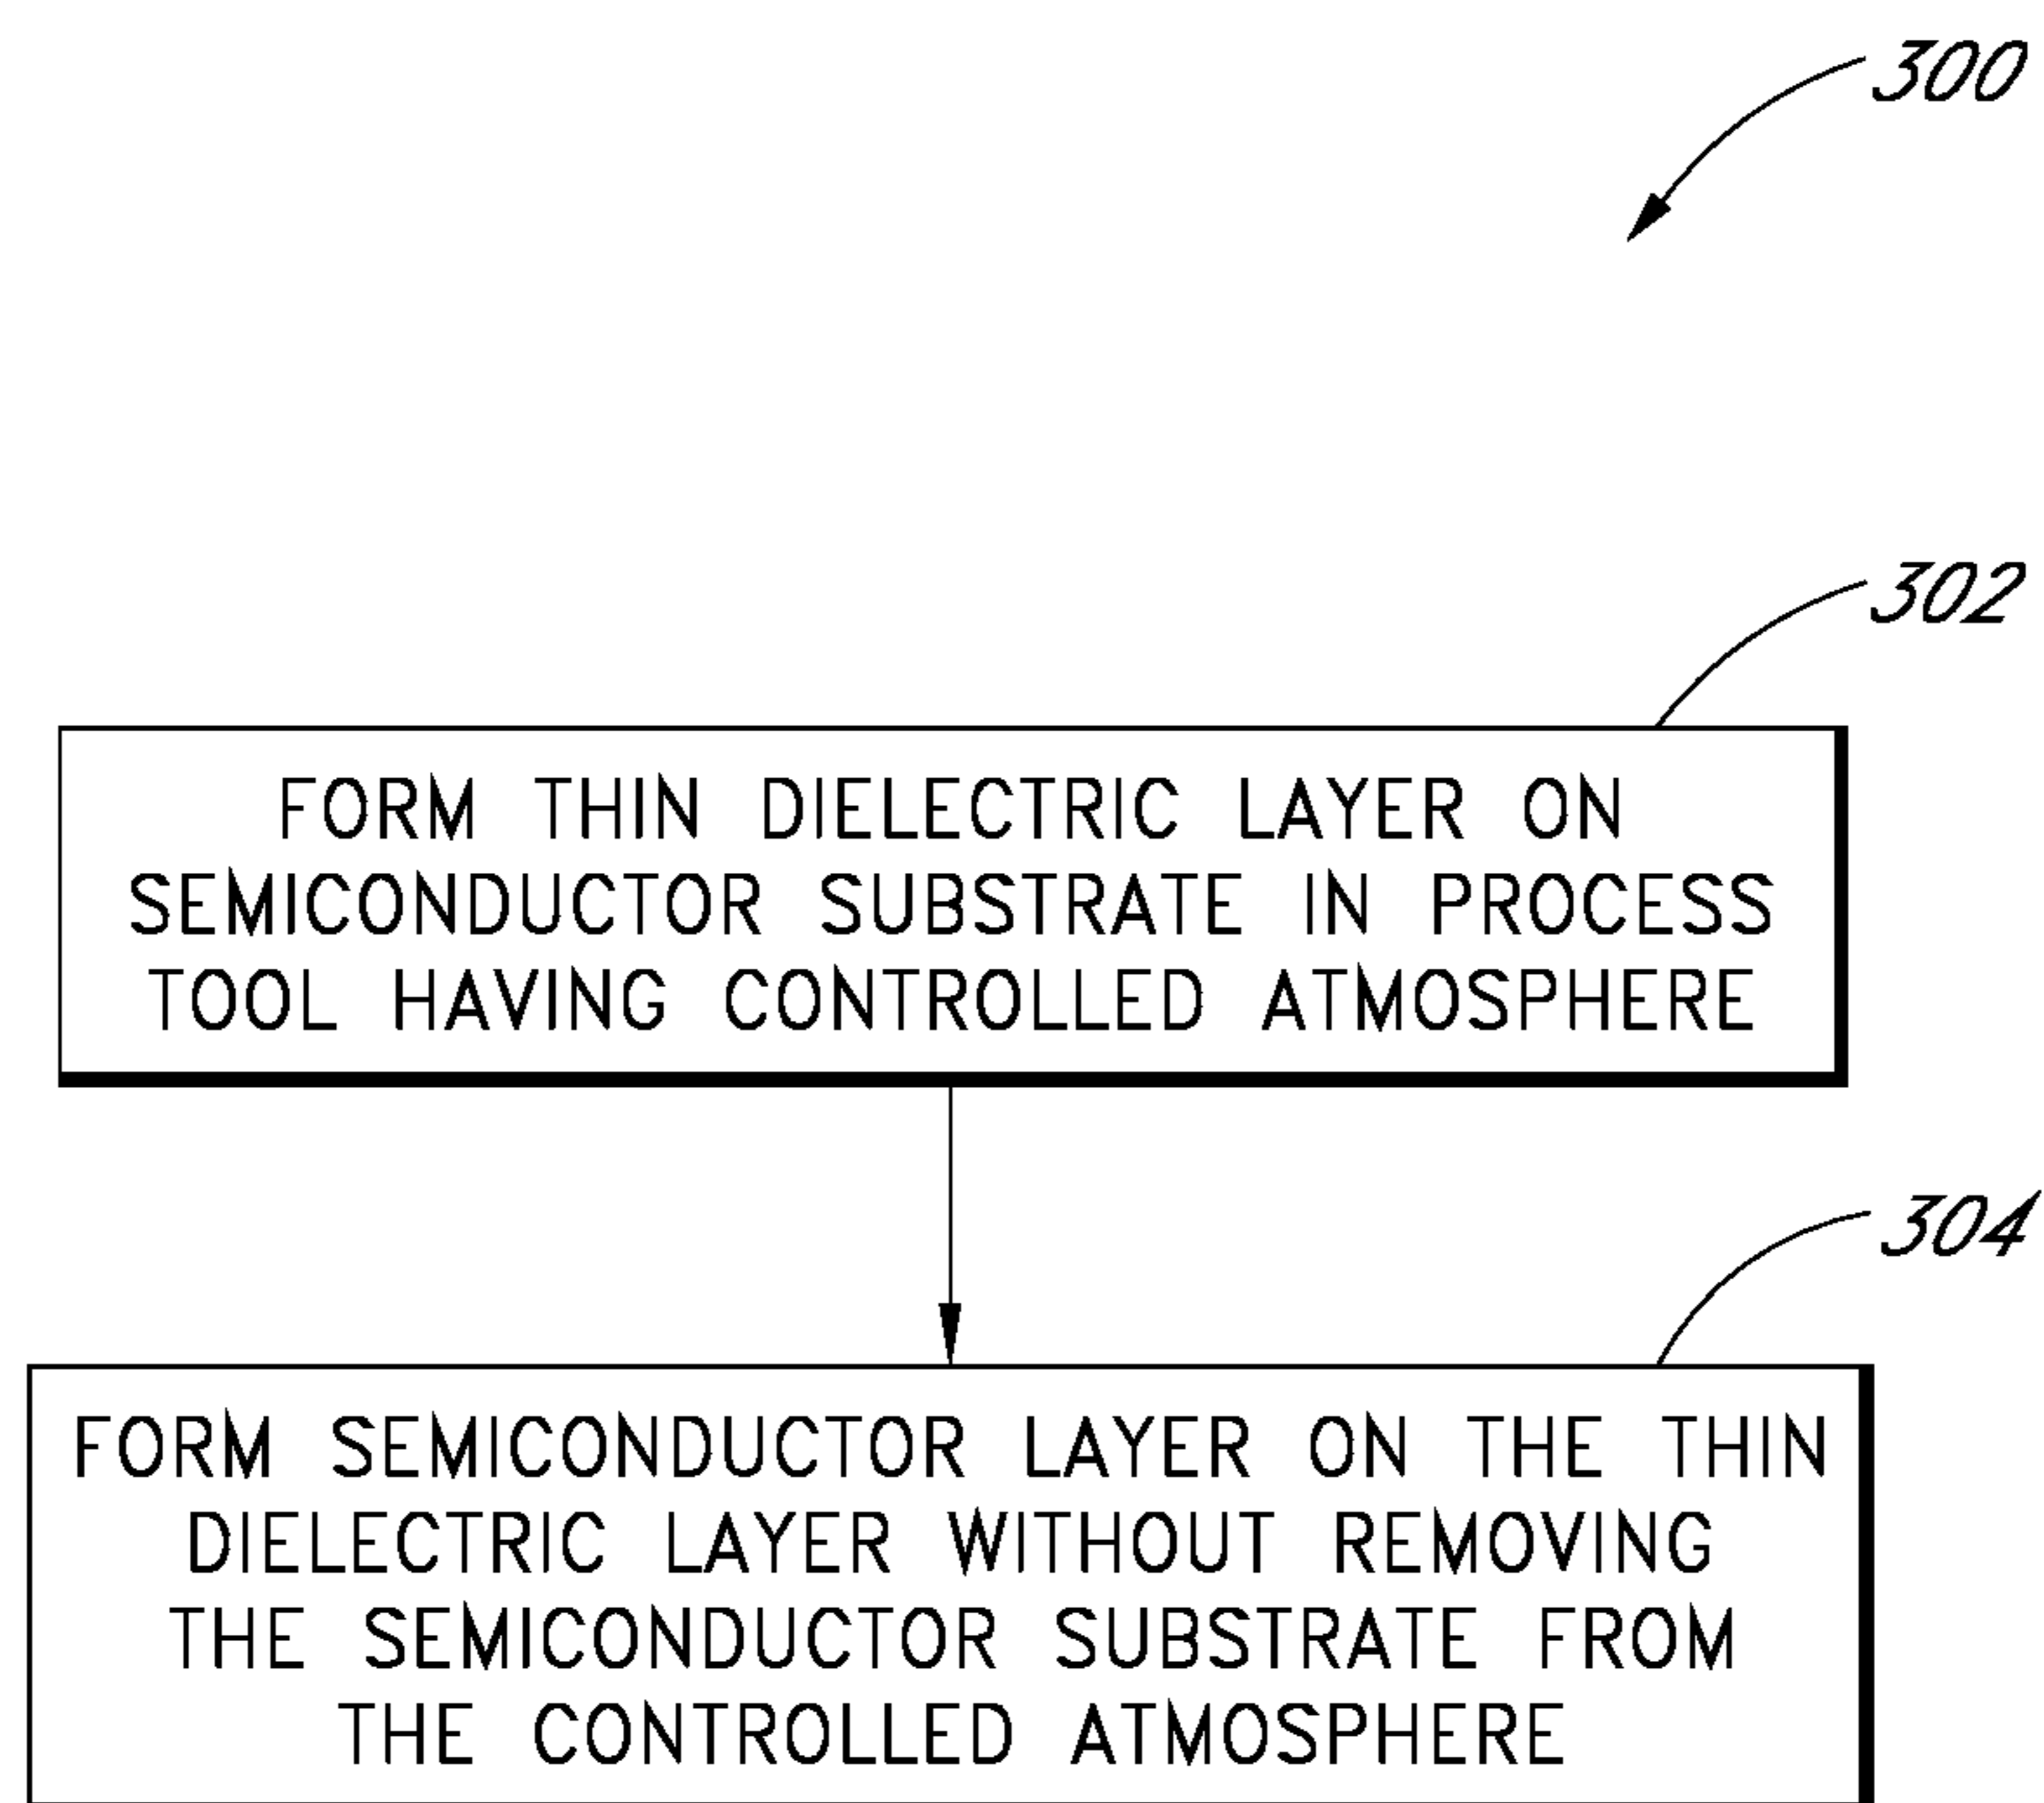 300
302
FORM THIN DIELECTRIC LAYER ON
SEMICONDUCTOR SUBSTRATE IN PROCESS
TOOL HAVING CONTROLLED ATMOSPHERE
304
FORM SEMICONDUCTOR LAYER ON THE THIN
DIELECTRIC LAYER WITHOUT REMOVING
THE SEMICONDUCTOR SUBSTRATE FROM
THE CONTROLLED ATMOSPHERE